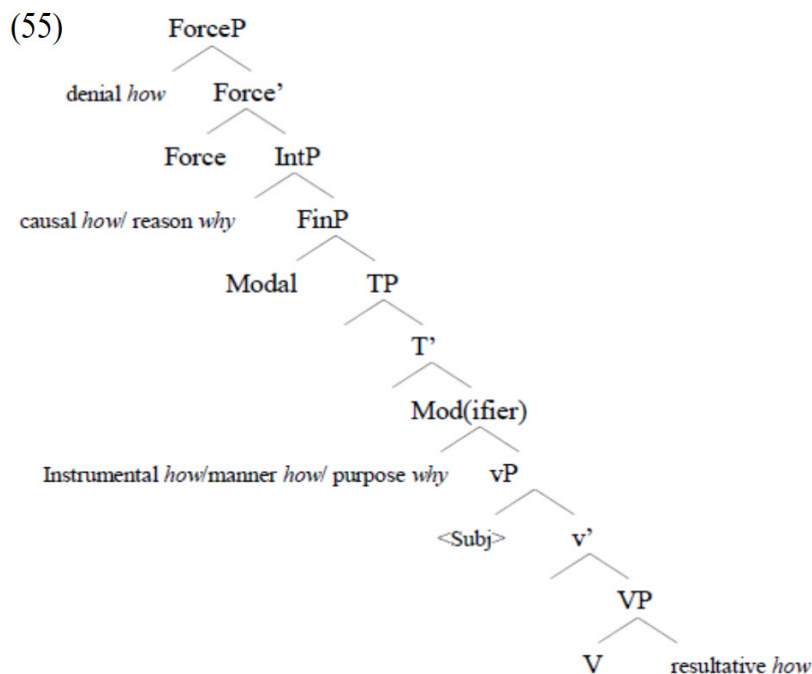 (55)
ForceP
denial how Force’
Force IntP
causal how/ reason why FinP
Modal TP
T’
Mod(ifier)
Instrumental how/manner how/ purpose why vP
<Subj> v’
VP
V resultative how